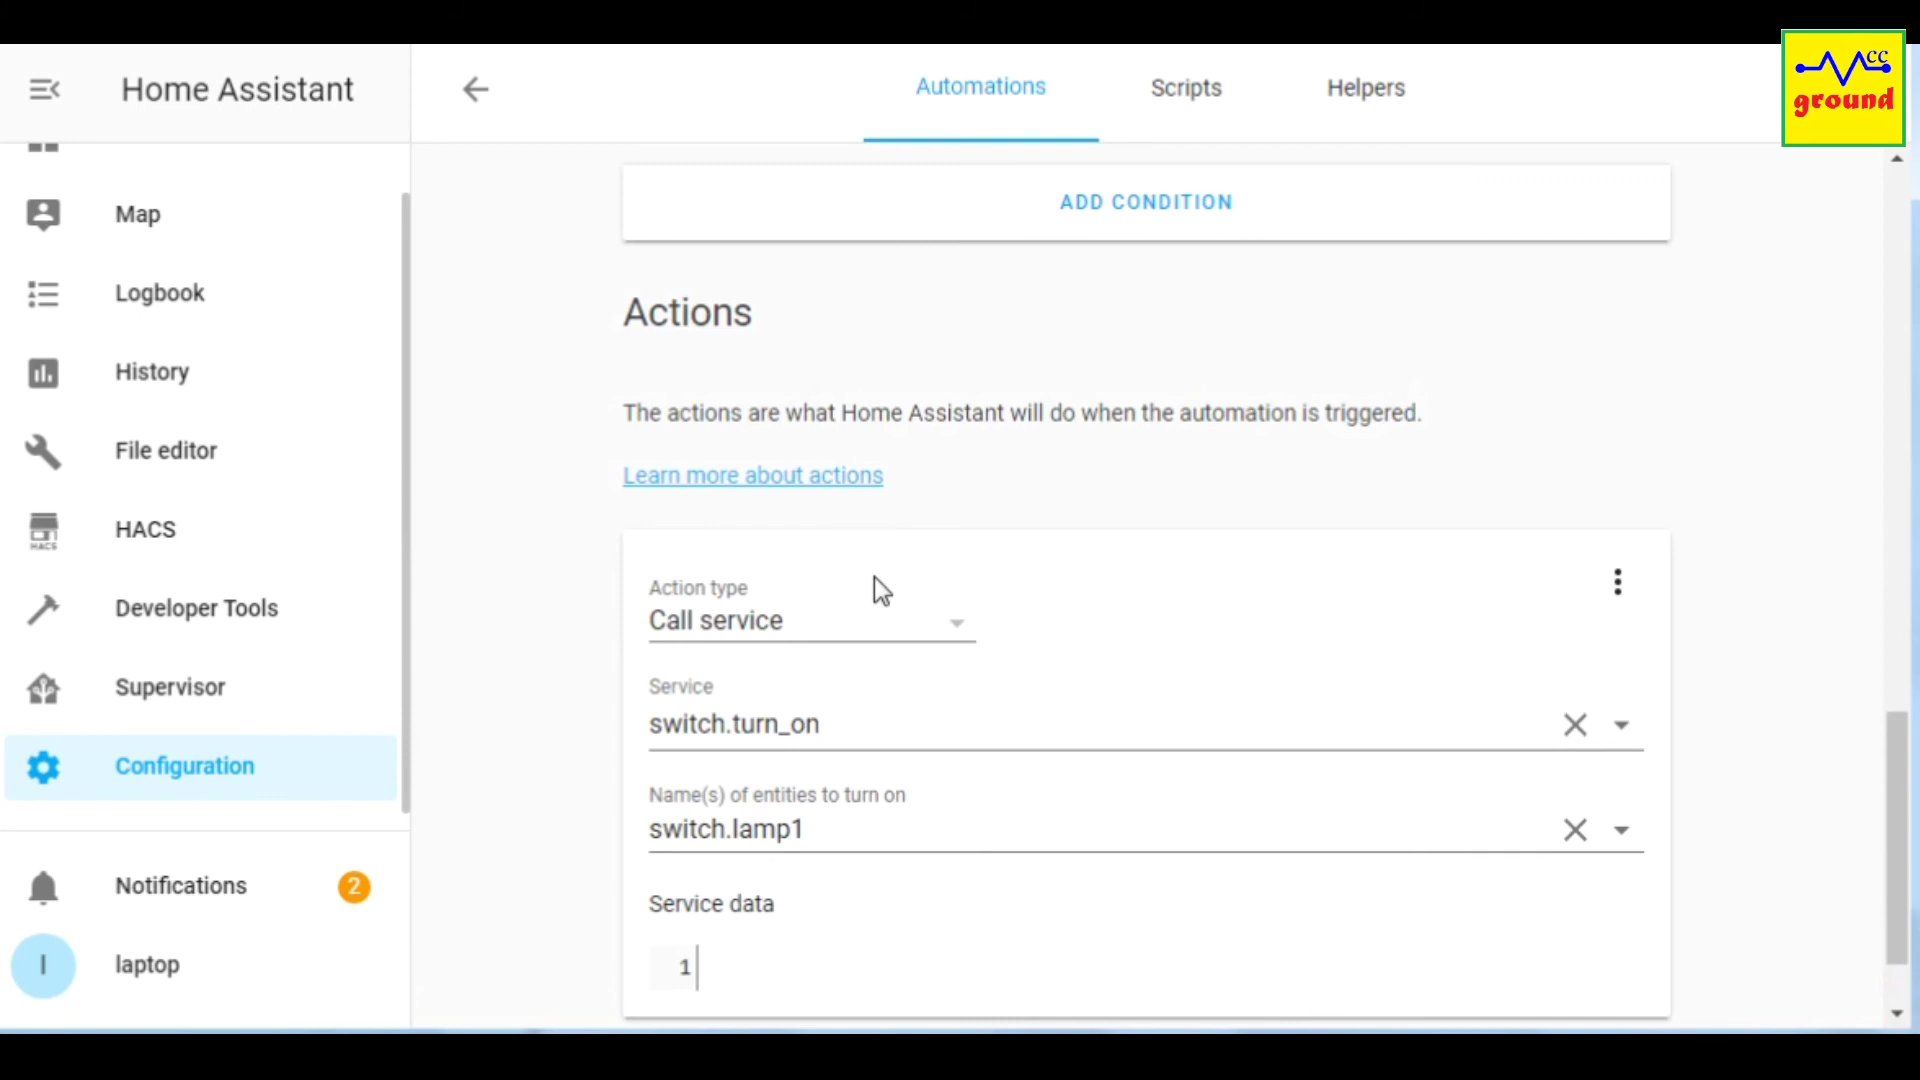 Home Assistant
Automations
Scripts
Helpers
CC
ground
Map
Logbook
History
File editor
HACS
HACS
Developer Tools
Supervisor
Configuration
Notifications
2
l
laptop
ADD CONDITION
Actions
The actions are what Home Assistant will do when the automation is triggered.
Learn more about actions
Action type
Call service
Service
switch.turn_on
Name(s) of entities to turn on
switch.lamp1
Service data
1